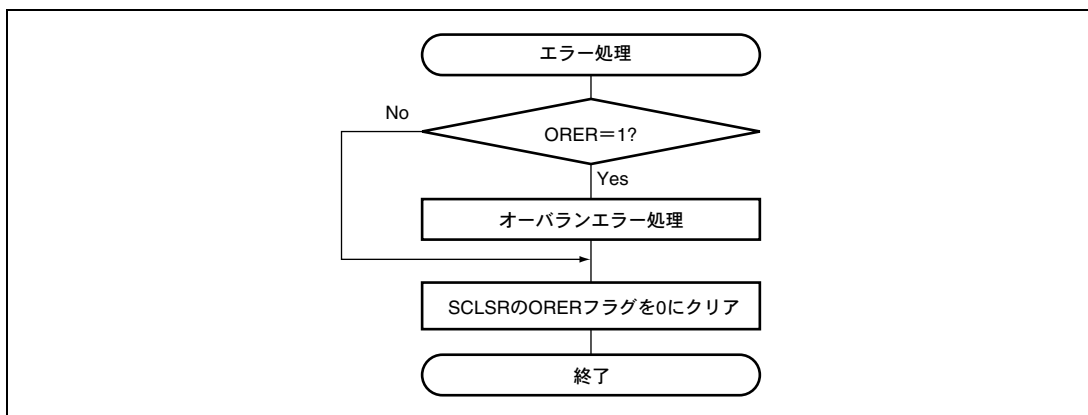 エラー処理
No
ORER＝1?
Yes
オーバランエラー処理
SCLSRのORERフラグを0にクリア
終了